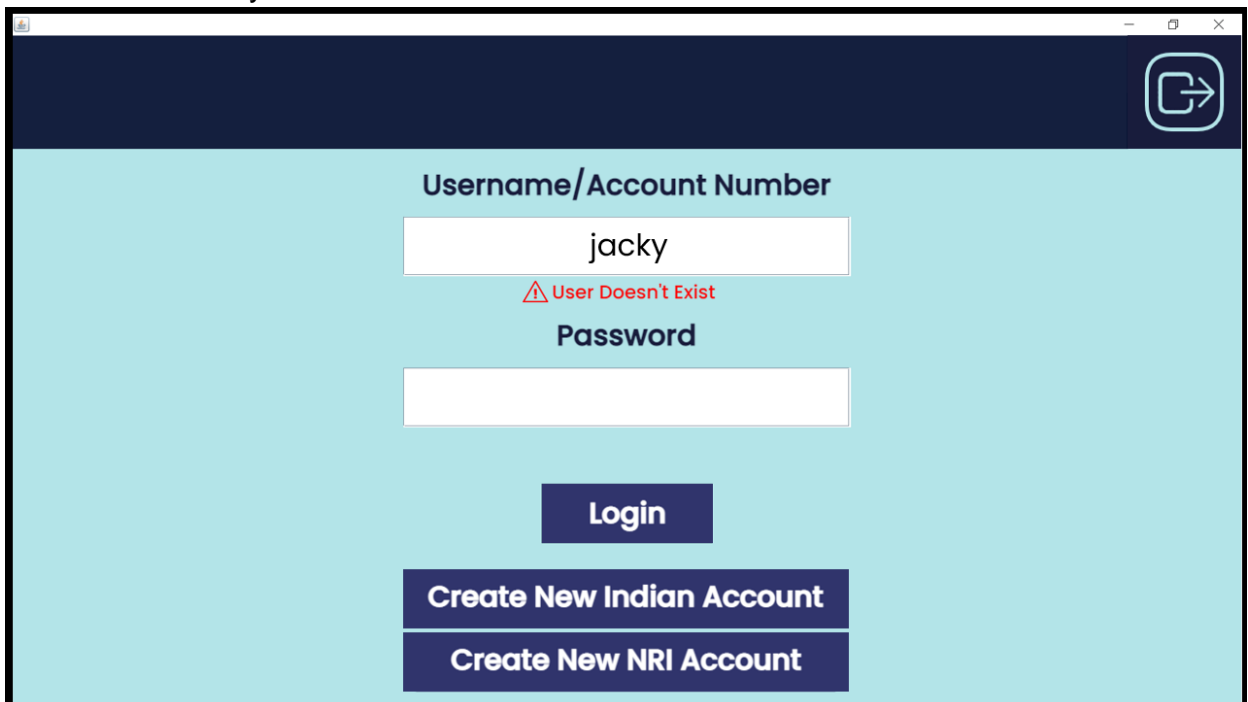 Username/Account Number
jacky
User Doesn't Exist
Password
Login
Create New Indian Account
Create New NRI Account